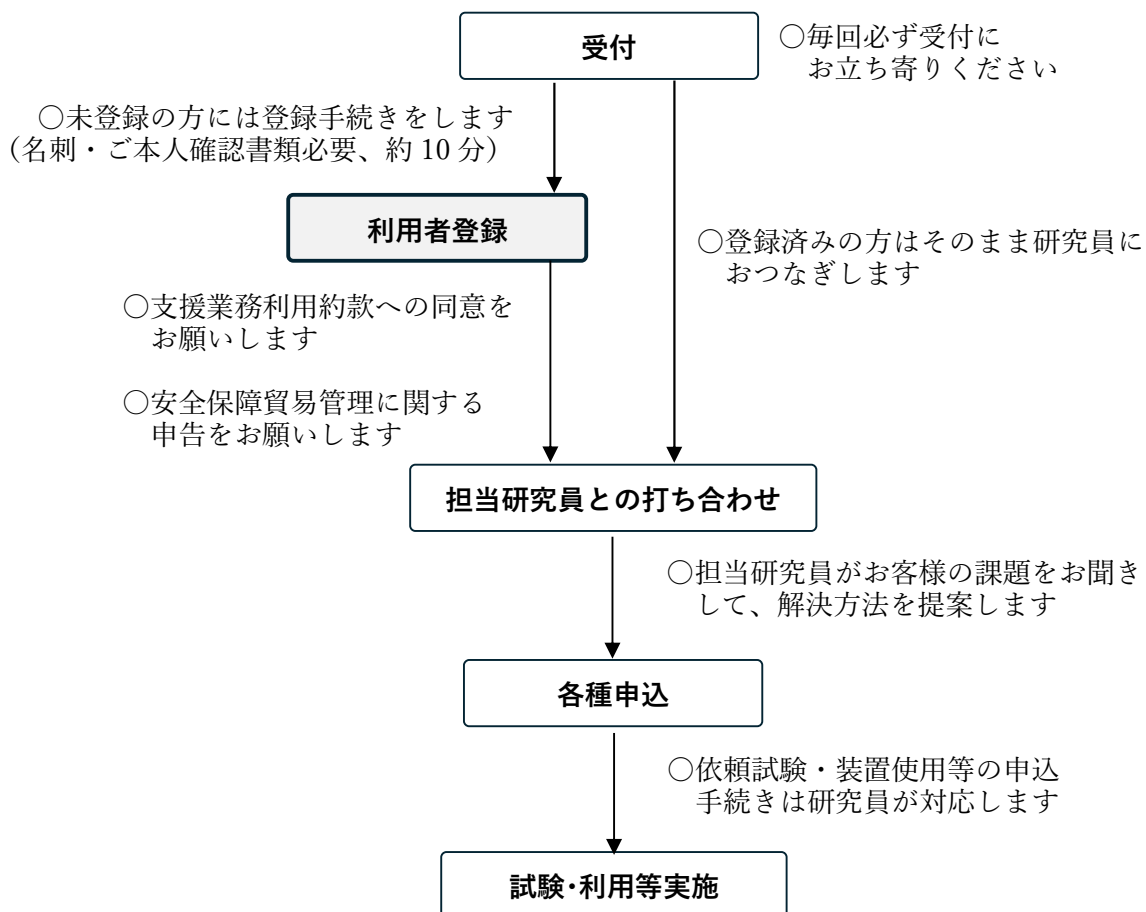 受付
○毎回必ず受付に
お立ち寄りください
○未登録の方には登録手続きをします
（名刺・ご本人確認書類必要、約 10 分）
利用者登録
○登録済みの方はそのまま研究員に
おつなぎします
○支援業務利用約款への同意を
お願いします
○安全保障貿易管理に関する
申告をお願いします
担当研究員との打ち合わせ
○担当研究員がお客様の課題をお聞き
して、解決方法を提案します
各種申込
○依頼試験・装置使用等の申込
手続きは研究員が対応します
試験･利用等実施